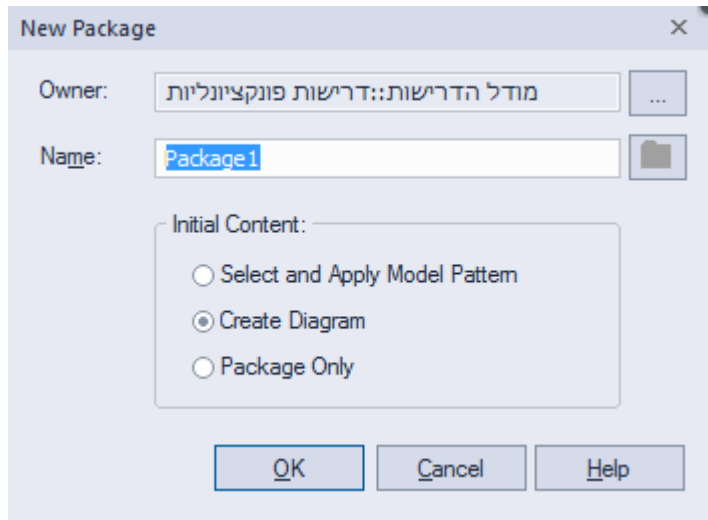 New Package
Owner: מודל הדרישות::דרישות פונקציונליות ...
Name: Package1
Initial Content:
Select and Apply Model Pattern
Create Diagram
Package Only
OK Cancel Help